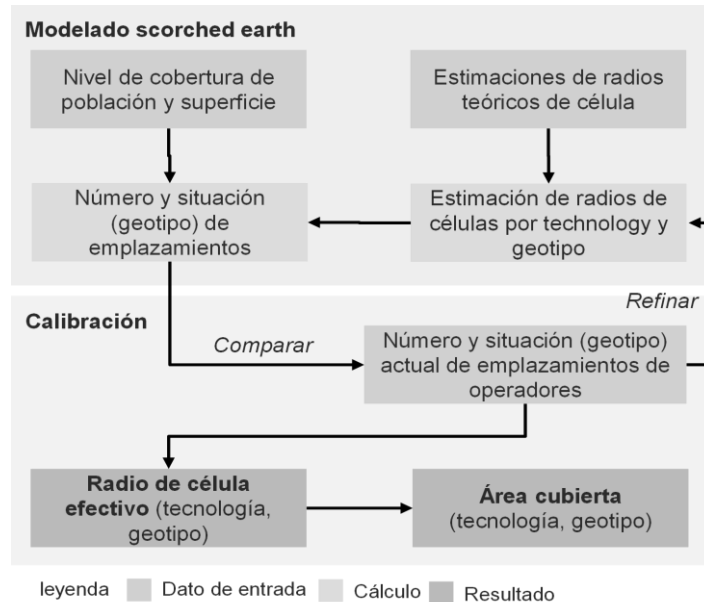 Modelado scorched earth
Nivel de cobertura de
población y superficie
Estimaciones de radios
teóricos de célula
Número y situación
(geotipo) de
emplazamientos
Estimación de radios de
células por technology y
geotipo
Refinar
Calibración
Comparar
Número y situación (geotipo)
actual de emplazamientos de
operadores
Radio de célula
efectivo (tecnología,
geotipo)
Área cubierta
(tecnología, geotipo)
leyenda Dato de entrada Cálculo Resultado